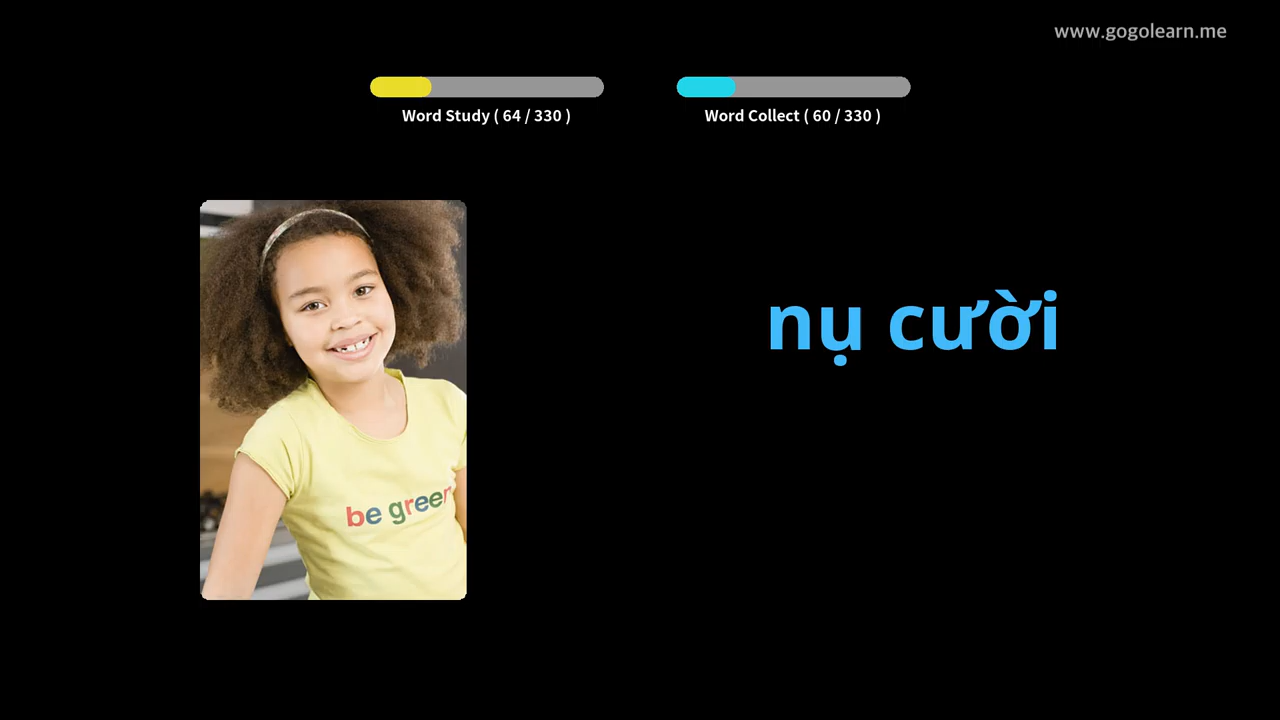 www.gogolearn.me
Word Study ( 64 / 330 )
Word Collect ( 60 / 330 )
nụ cười
be green